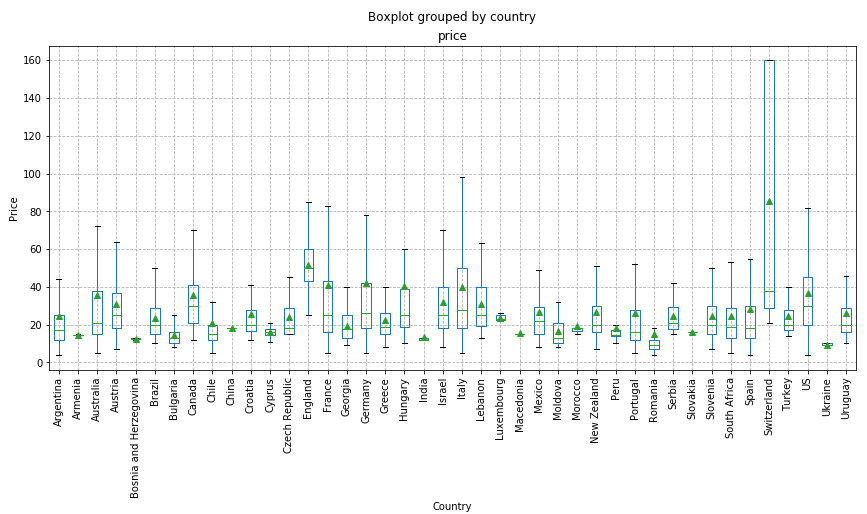 Boxplot grouped by country
price
Price
160
140
120
100
80
60
40
20
0
Argentina
Armenia
Australia
Austria
Bosnia and Herzegovina
Brazil
Bulgaria
Canada
Chile
China
Croatia
Cyprus
Czech Republic
England
France
Georgia
Germany
Greece
Hungary
India
Israel
Italy
Lebanon
Luxembourg
Macedonia
Mexico
Moldova
Morocco
New Zealand
Peru
Portugal
Romania
Serbia
Slovakia
Slovenia
South Africa
Spain
Switzerland
Turkey
US
Ukraine
Uruguay
Country